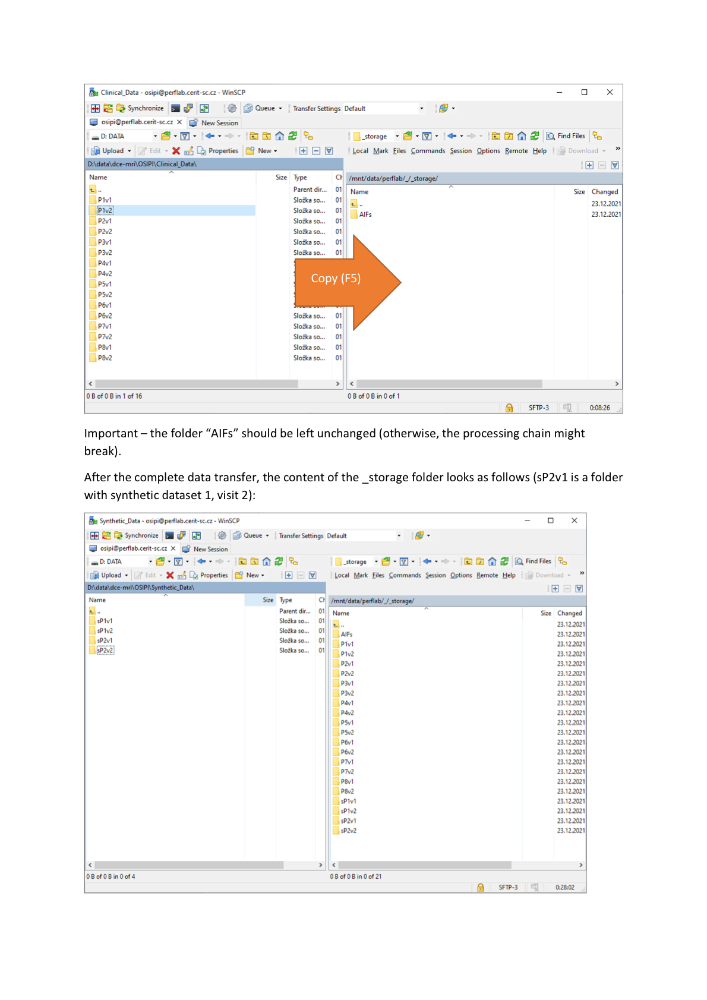 Clinical_Data - osipi@perflab.cerit-sc.cz - WinSCP
Synchronize Queue Transfer Settings Default
osipi@perflab.cerit-sc.cz New Session
D: DATA _storage Find Files
Upload Edit Properties New Local Mark Files Commands Session Options Remote Help Download »
D:\data\dce-mri\OSIPI\Clinical_Data\
Name Size Type Ch
.. Parent dir... 01
P1v1 Složka so... 01
P1v2 Složka so... 01
P2v1 Složka so... 01
P2v2 Složka so... 01
P3v1 Složka so... 01
P3v2 Složka so... 01
P4v1
P4v2
P5v1
P5v2
P6v1
P6v2 Složka so... 01
P7v1 Složka so... 01
P7v2 Složka so... 01
P8v1 Složka so... 01
P8v2 Složka so... 01
0 B of 0 B in 1 of 16
/mnt/data/perflab/_/_storage/
Name Size Changed
.. 23.12.2021
AIFs 23.12.2021
Copy (F5)
0 B of 0 B in 0 of 1
SFTP-3 0:08:26
Important – the folder “AIFs” should be left unchanged (otherwise, the processing chain might
break).
After the complete data transfer, the content of the _storage folder looks as follows (sP2v1 is a folder
with synthetic dataset 1, visit 2):
Synthetic_Data - osipi@perflab.cerit-sc.cz - WinSCP
Synchronize Queue Transfer Settings Default
osipi@perflab.cerit-sc.cz New Session
D: DATA _storage Find Files
Upload Edit Properties New Local Mark Files Commands Session Options Remote Help Download »
D:\data\dce-mri\OSIPI\Synthetic_Data\
Name Size Type Ch
.. Parent dir... 01
sP1v1 Složka so... 01
sP1v2 Složka so... 01
sP2v1 Složka so... 01
sP2v2 Složka so... 01
0 B of 0 B in 0 of 4
/mnt/data/perflab/_/_storage/
Name Size Changed
.. 23.12.2021
AIFs 23.12.2021
P1v1 23.12.2021
P1v2 23.12.2021
P2v1 23.12.2021
P2v2 23.12.2021
P3v1 23.12.2021
P3v2 23.12.2021
P4v1 23.12.2021
P4v2 23.12.2021
P5v1 23.12.2021
P5v2 23.12.2021
P6v1 23.12.2021
P6v2 23.12.2021
P7v1 23.12.2021
P7v2 23.12.2021
P8v1 23.12.2021
P8v2 23.12.2021
sP1v1 23.12.2021
sP1v2 23.12.2021
sP2v1 23.12.2021
sP2v2 23.12.2021
0 B of 0 B in 0 of 21
SFTP-3 0:28:02